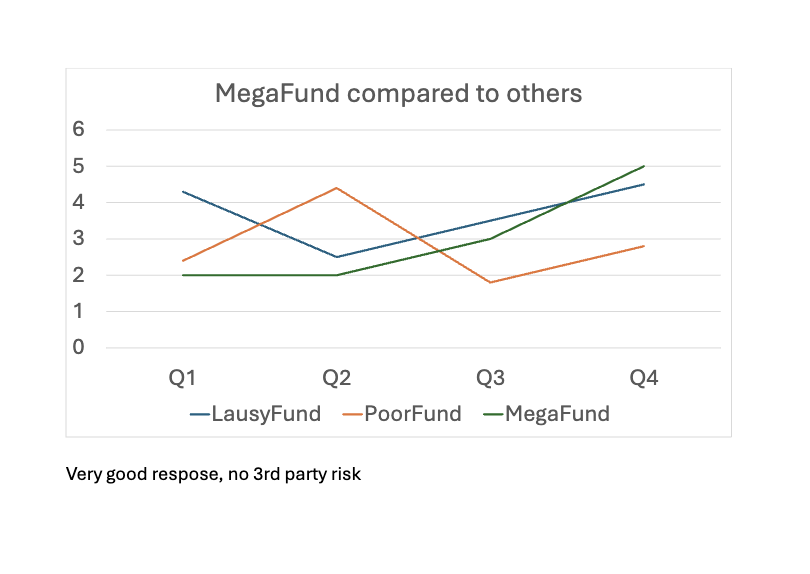 MegaFund compared to others
6
5
4
3
2
1
0
Q1 Q2 Q3 Q4
LausyFund PoorFund MegaFund
Very good respose, no 3rd party risk